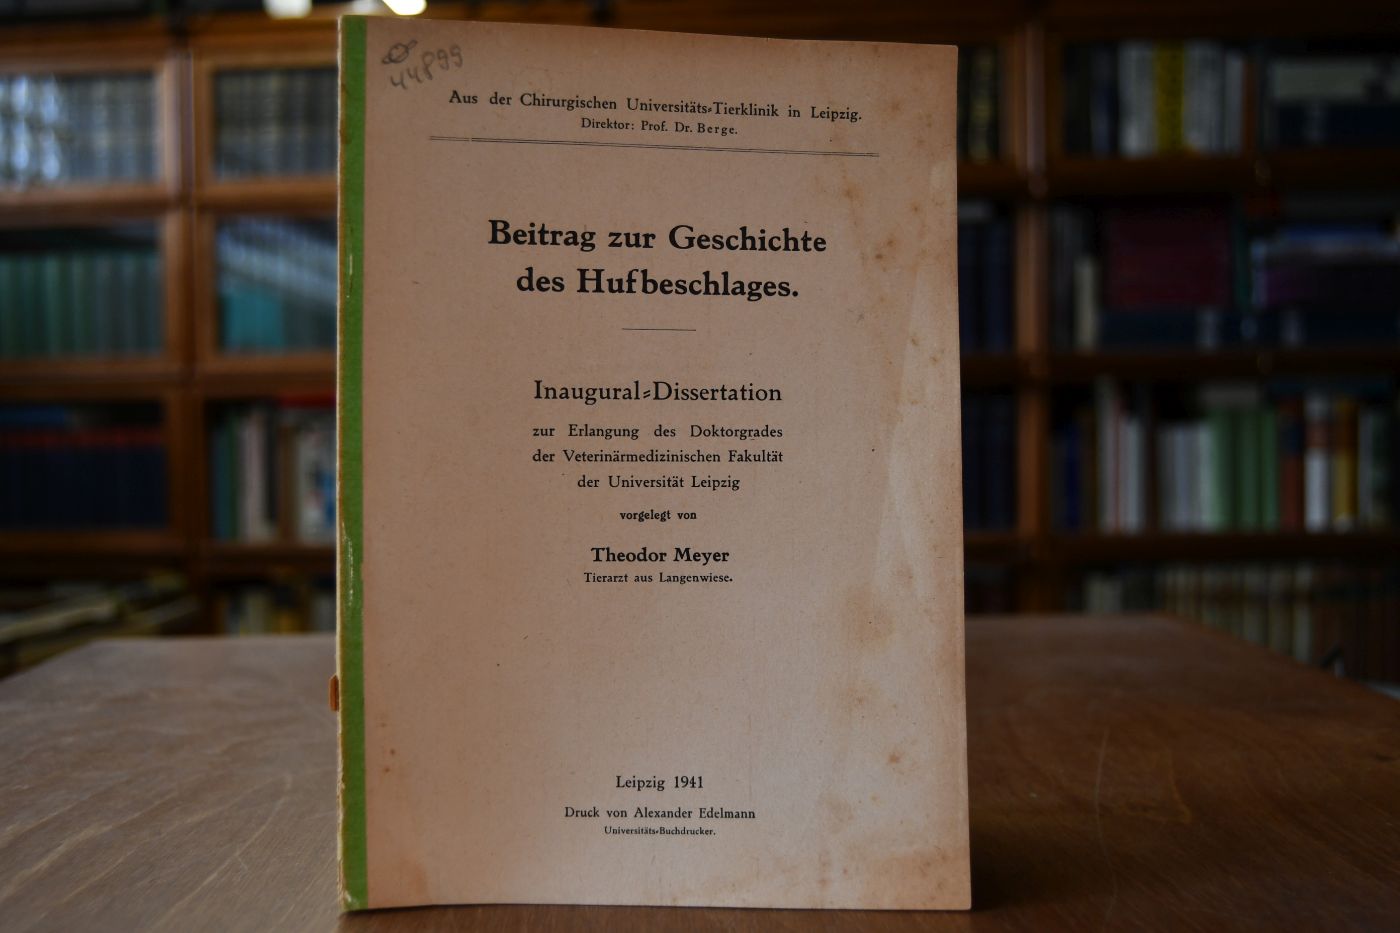 44899
Aus der Chirurgischen Universitäts-Tierklinik in Leipzig.
Direktor: Prof. Dr. Berge.
Beitrag zur Geschichte
des Hufbeschlages.
Inaugural-Dissertation
zur Erlangung des Doktorgrades
der Veterinärmedizinischen Fakultät
der Universität Leipzig
vorgelegt von
Theodor Meyer
Tierarzt aus Langenwiese.
Leipzig 1941
Druck von Alexander Edelmann
Universitäts-Buchdrucker.